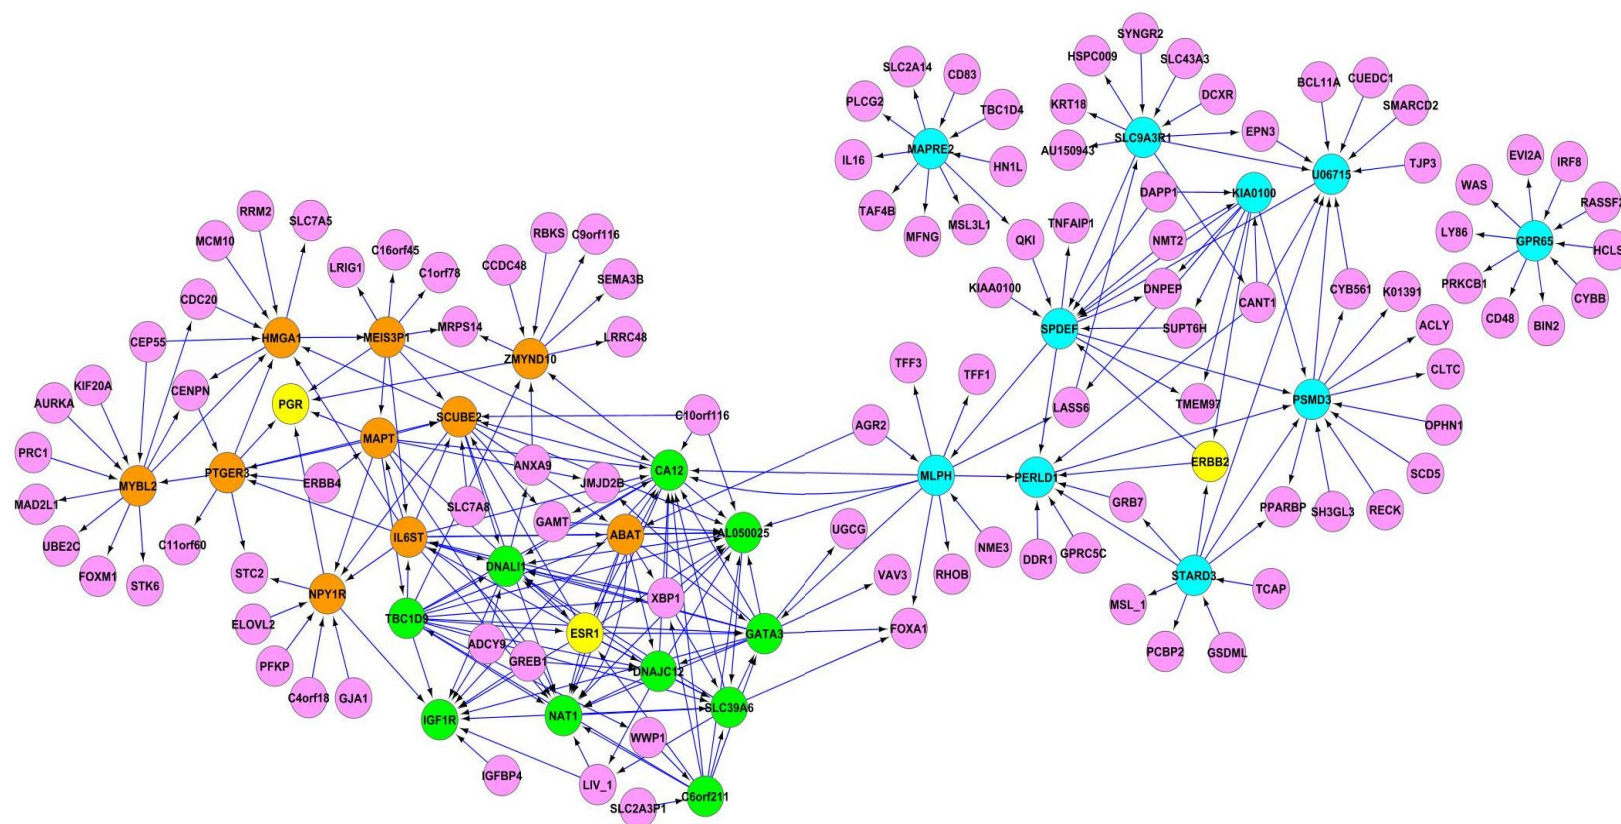 SYNGR2
HSPC009
SLC43A3
SLC2A14
CD83
BCL11A
CUEDC1
PLCG2
TBC1D4
KRT18
DCXR
SMARCD2
IL16
MAPRE2
HN1L
AU150943
SLC9A3R1
EPN3
U06715
TJP3
EVI2A
IRF8
WAS
RASSF2
TAF4B
MFNG
MSL3L1
QKI
TNFAIP1
DAPP1
KIA0100
LY86
GPR65
HCLS
PRKCB1
CD48
BIN2
CYBB
NMT2
KIAA0100
DNPEP
CANT1
CYB561
K01391
SPDEF
SUPT6H
ACLY
CLTC
RRM2
SLC7A5
MCM10
C16orf45
LRIG1
C1orf78
RBKS
C9orf116
CCDC48
SEMA3B
CDC20
CEP55
HMGA1
MEIS3P1
MRPS14
ZMYND10
LRRC48
TFF3
TFF1
LASS6
TMEM97
PSMD3
OPHN1
KIF20A
AURKA
CENPN
PGR
SCUBE2
C10orf116
AGR2
PRC1
MAPT
ANXA9
CA12
MLPH
PERLD1
ERBB2
SCD5
MYBL2
PTGER3
ERBB4
JMJD2B
MAD2L1
SLC7A8
GRB7
PPARBP
SH3GL3
RECK
UBE2C
C11orf60
IL6ST
GAMT
ABAT
AL050025
UGCG
NME3
DDR1
GPRC5C
FOXM1
STK6
STC2
DNALI1
VAV3
RHOB
STARD3
TCAP
NPY1R
XBP1
MSL_1
ELOVL2
TBC1D9
ESR1
GATA3
FOXA1
PFKP
ADCY9
GREB1
DNAJC12
PCBP2
GSDML
C4orf18
GJA1
IGF1R
NAT1
SLC39A6
WWP1
IGFBP4
LIV_1
SLC2A3P1
C6orf211